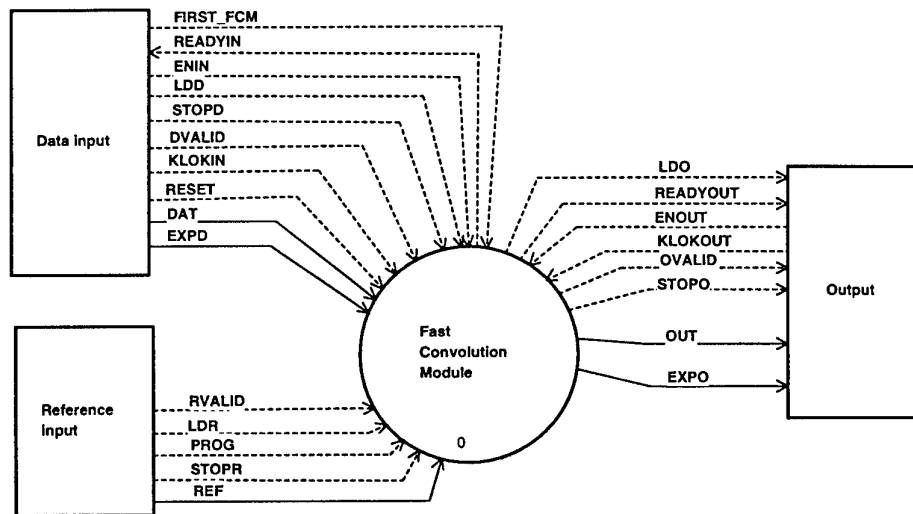 FIRST_FCM
READYIN
ENIN
LDD
STOPD
DVALID
KLOKIN
RESET
DAT
EXPD
Data input
LDO
READYOUT
ENOUT
KLOKOUT
OVALID
STOPO
OUT
EXPO
Output
Fast
Convolution
Module
0
Reference
input
RVALID
LDR
PROG
STOPR
REF